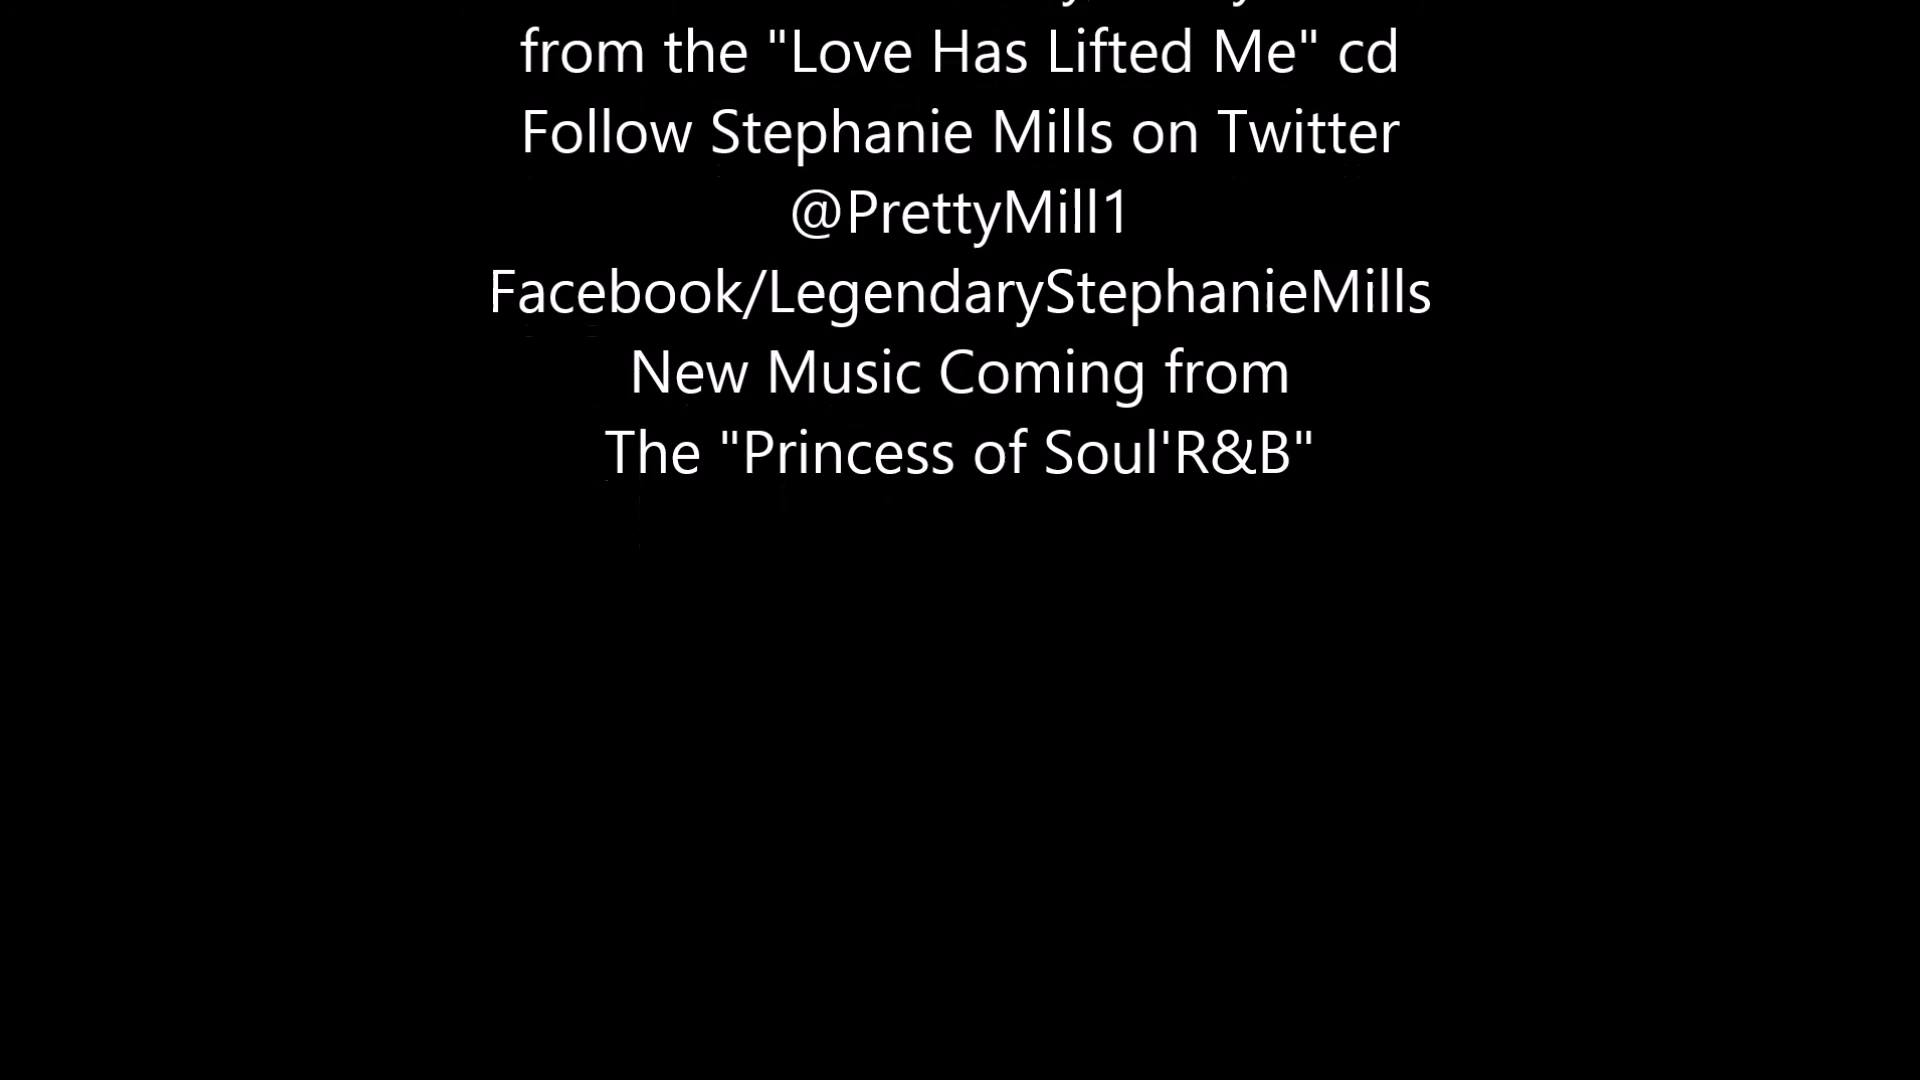 from the "Love Has Lifted Me" cd
Follow Stephanie Mills on Twitter
@PrettyMill1
Facebook/LegendaryStephanieMills
New Music Coming from
The "Princess of Soul'R&B"